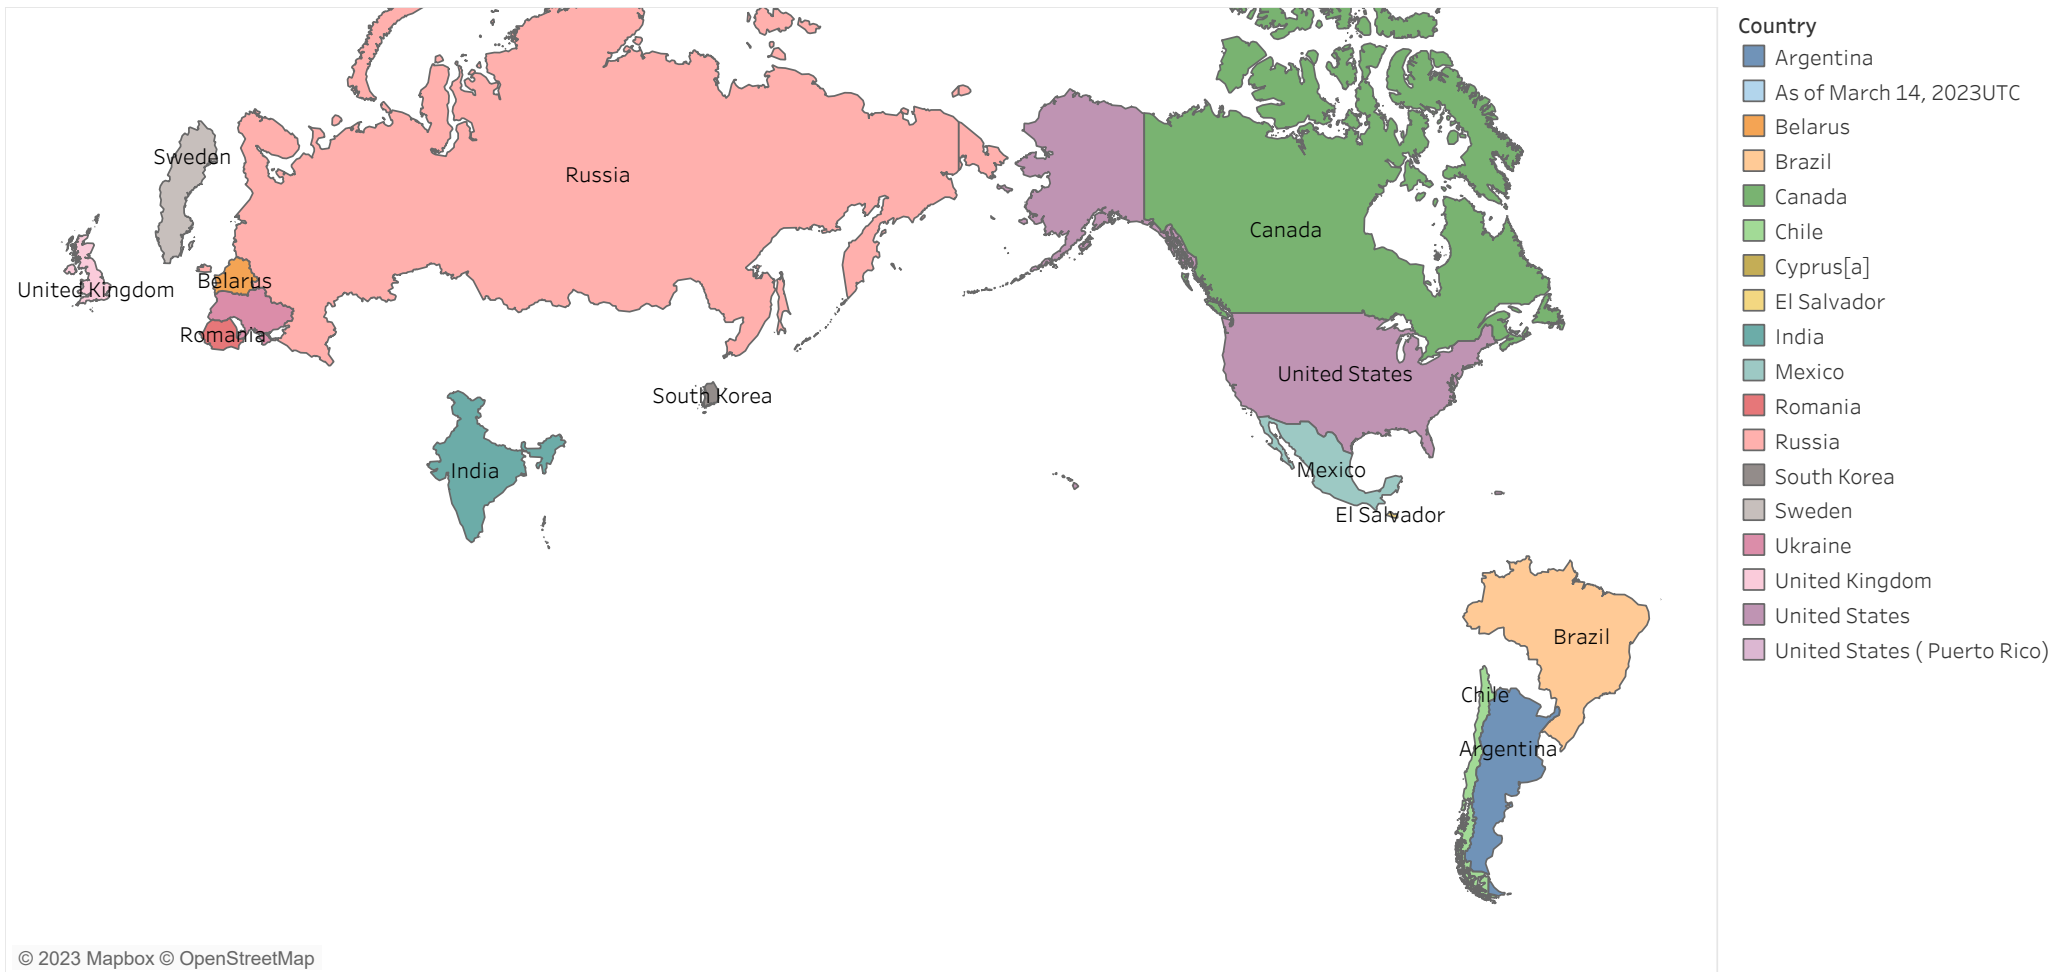 Sweden
Russia
Canada
United Kingdom
Belarus
Romania
United States
South Korea
India
Mexico
El Salvador
Brazil
Chile
Argentina
© 2023 Mapbox © OpenStreetMap
Country
Argentina
As of March 14, 2023UTC
Belarus
Brazil
Canada
Chile
Cyprus[a]
El Salvador
India
Mexico
Romania
Russia
South Korea
Sweden
Ukraine
United Kingdom
United States
United States ( Puerto Rico)